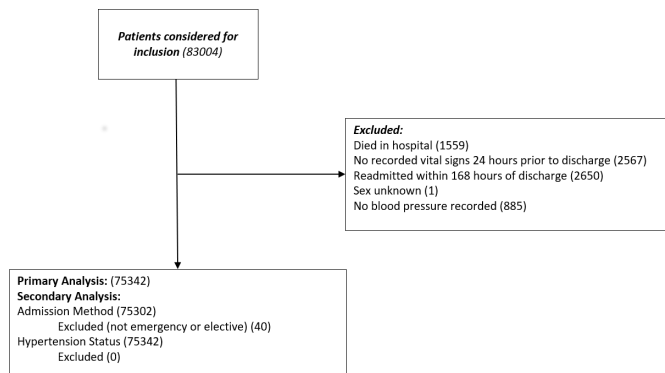 Patients considered for
inclusion (83004)
Excluded:
Died in hospital (1559)
No recorded vital signs 24 hours prior to discharge (2567)
Readmitted within 168 hours of discharge (2650)
Sex unknown (1)
No blood pressure recorded (885)
Primary Analysis: (75342)
Secondary Analysis:
Admission Method (75302)
Excluded (not emergency or elective) (40)
Hypertension Status (75342)
Excluded (0)